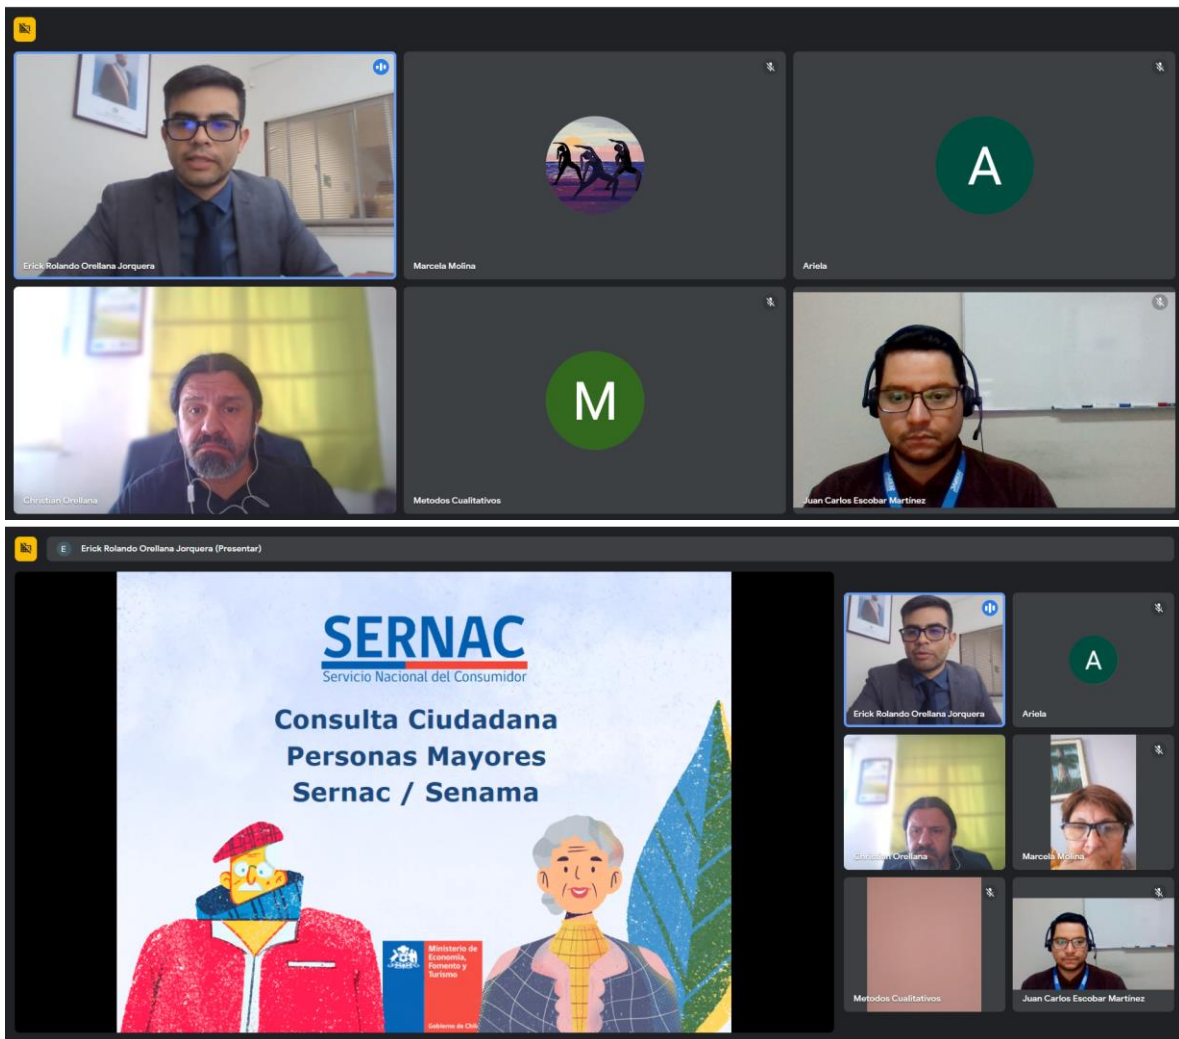 Erick Rolando Orellana Jorquera
Marcela Molina
A
Ariela
Christian Orellana
M
Metodos Cualitativos
Juan Carlos Escobar Martínez
E
Erick Rolando Orellana Jorquera (Presentar)
SERNAC
Servicio Nacional del Consumidor
Consulta Ciudadana
Personas Mayores
Sernac / Senama
Ministerio de
Economía,
Fomento y
Turismo
Gobierno de Chile
Erick Rolando Orellana Jorquera
A
Ariela
Christian Orellana
Marcela Molina
Metodos Cualitativos
Juan Carlos Escobar Martínez